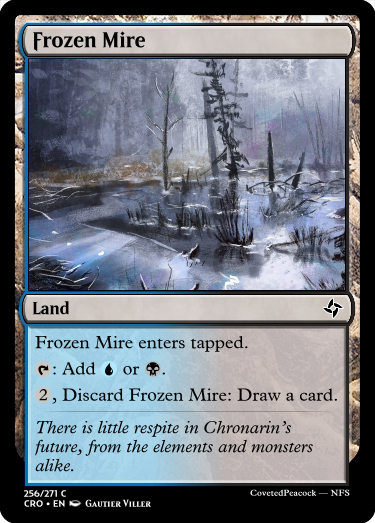 Frozen Mire
Land
Frozen Mire enters tapped.
: Add or .
2, Discard Frozen Mire: Draw a card.
There is little respite in Chronarin's
future, from the elements and monsters
alike.
256/271 C
CRO • EN Gautier Viller
CovetedPeacock — NFS